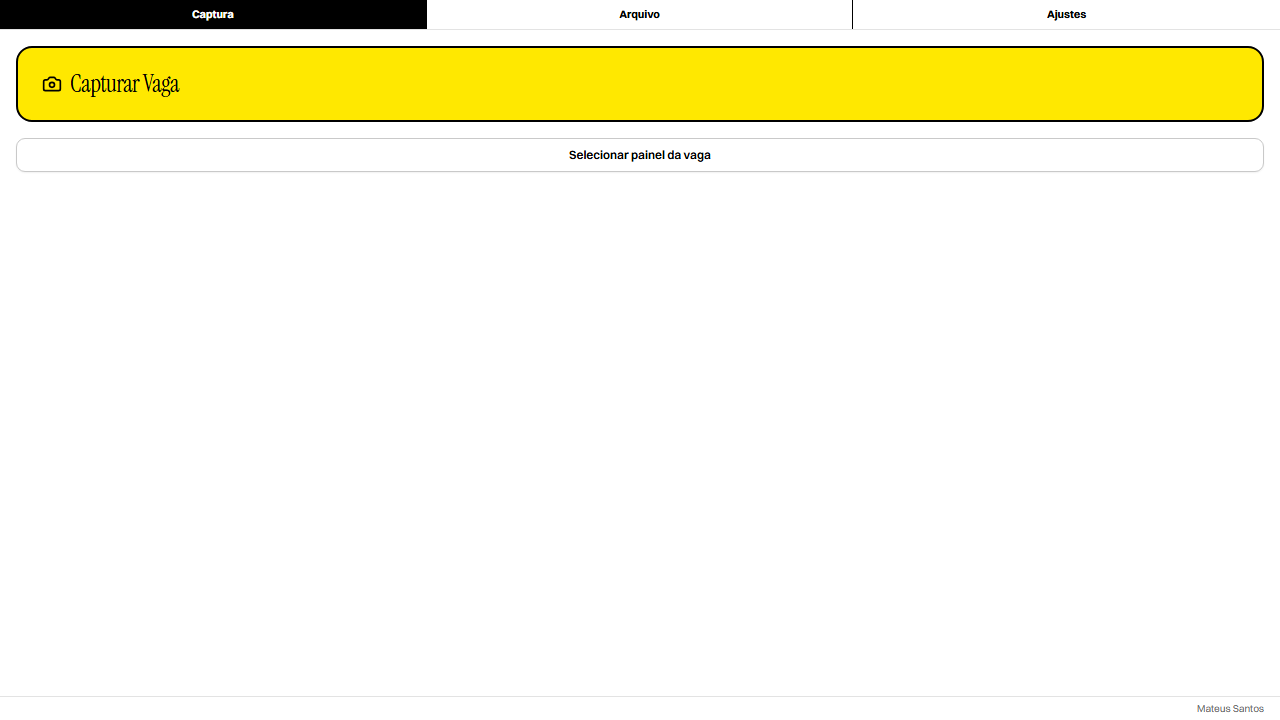 Captura
Arquivo
Ajustes
Capturar Vaga
Selecionar painel da vaga
Mateus Santos